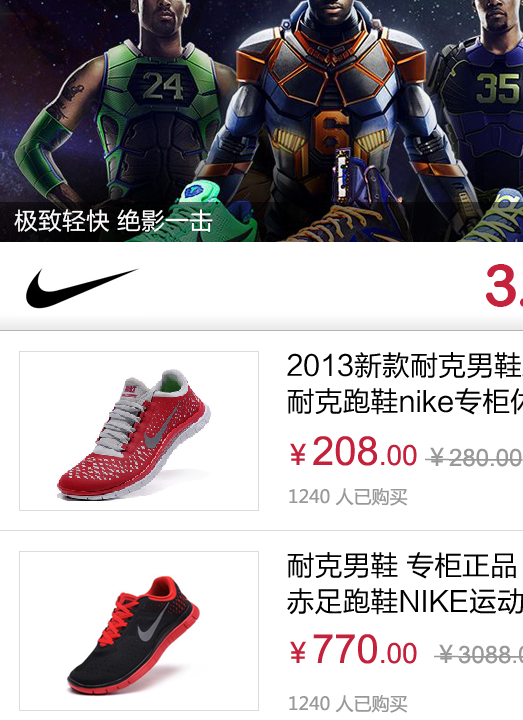 24
6
35
极致轻快 绝影一击
3.
2013新款耐克男鞋
耐克跑鞋nike专柜
¥208.00 ¥280.00
1240 人已购买
耐克男鞋 专柜正品
赤足跑鞋NIKE运动
¥770.00 ¥3088.
1240 人已购买